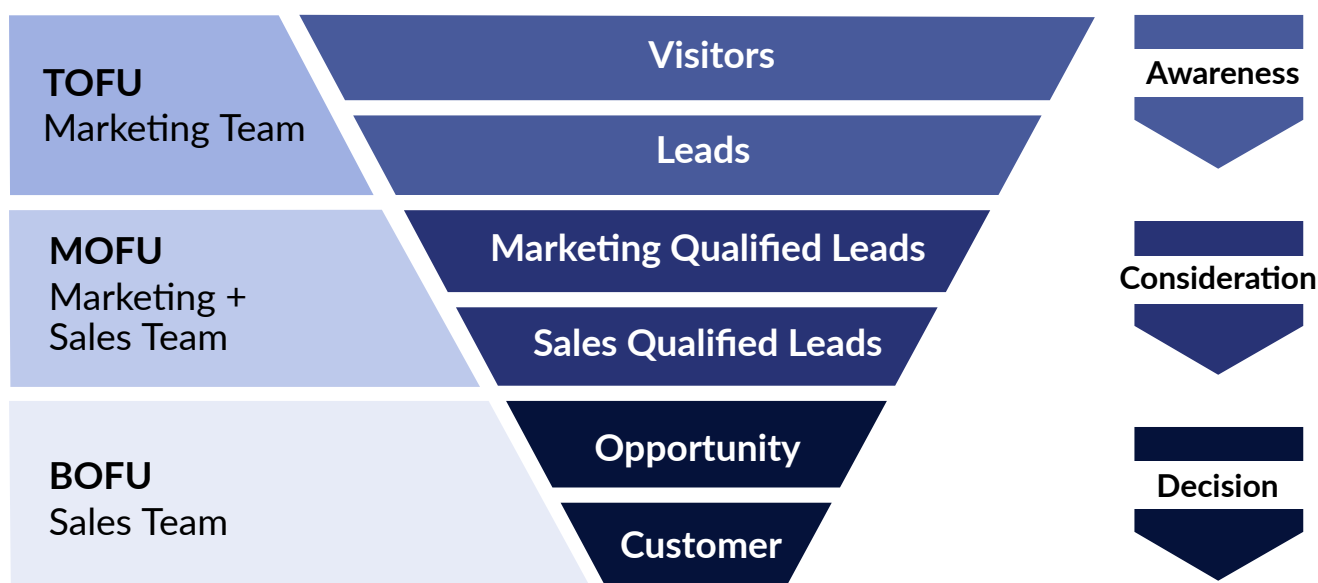 TOFU
Marketing Team
Visitors
Leads
Awareness
MOFU
Marketing +
Sales Team
Marketing Qualified Leads
Sales Qualified Leads
Consideration
BOFU
Sales Team
Opportunity
Customer
Decision